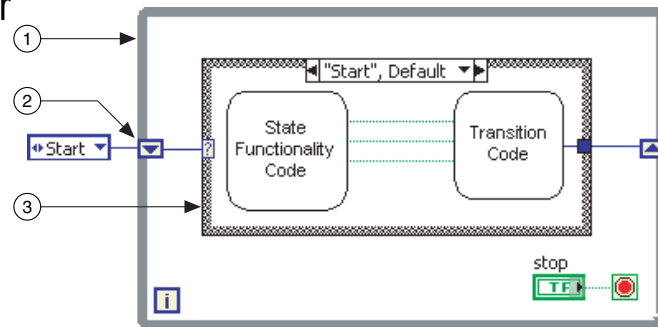 r
1
"Start", Default
2
State
Functionality
Code
Transition
Code
Start
?
3
stop
TF
i